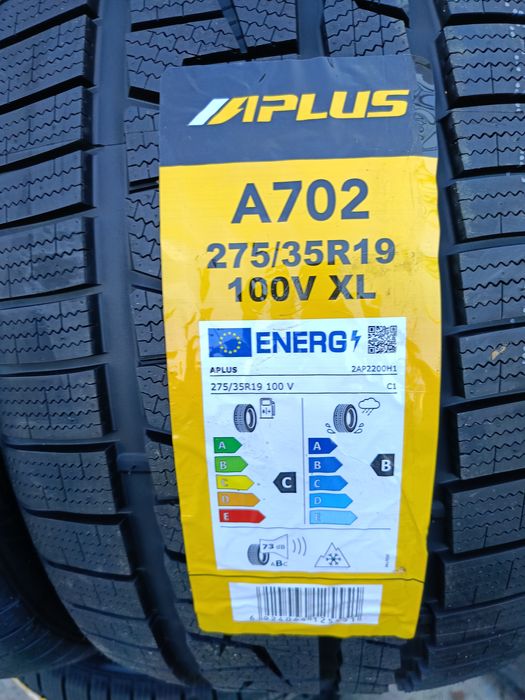 APLUS
A702
275/35R19
100V XL
ENERG
APLUS 2AP2200H1
275/35R19 100 V C1
A A
B B B
C C C
D D
E E
73 dB
ABC